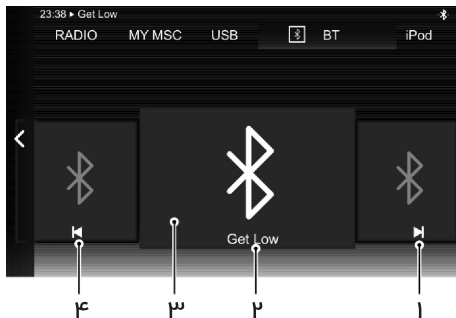 23:38 ▸ Get Low
RADIO MY MSC USB BT iPod
Get Low
۴ ۳ ۲ ۱